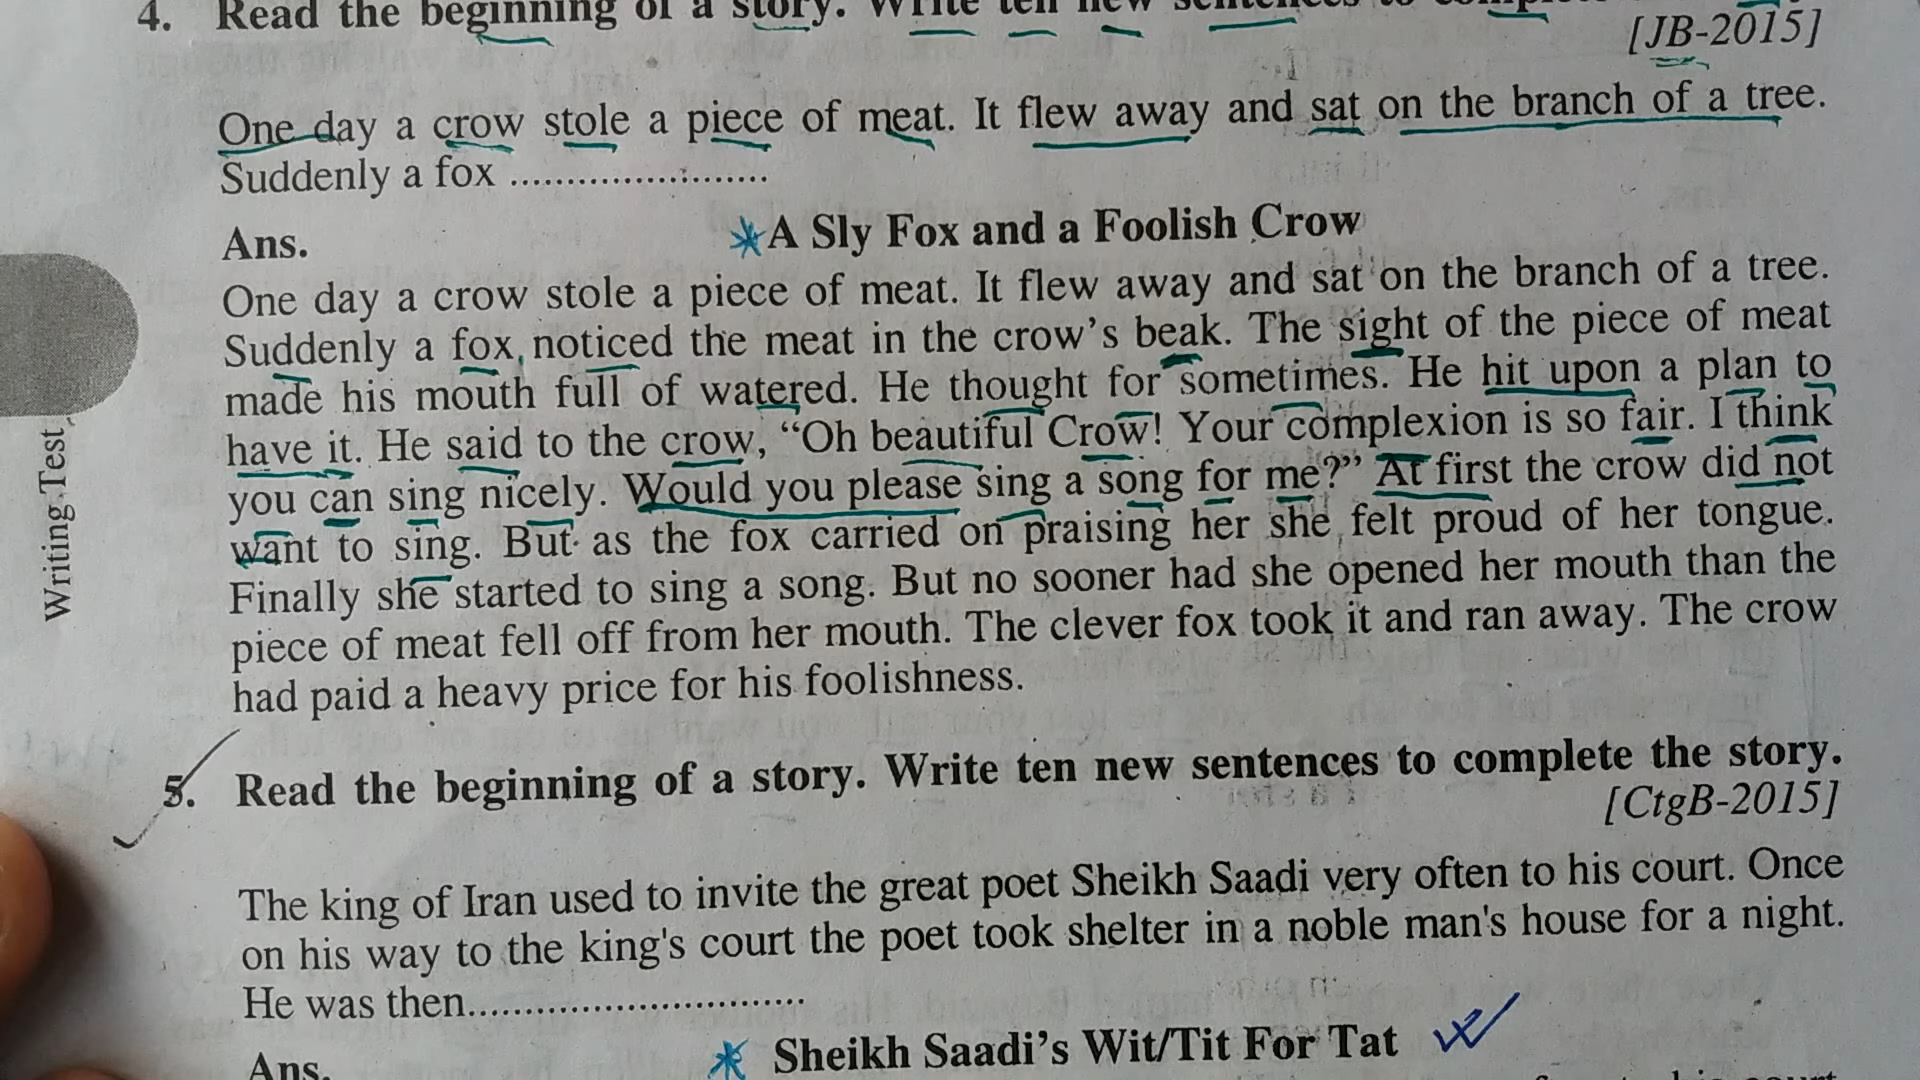 4. Read the beginning of a story. Write ten new sentences to
[JB-2015]
One day a crow stole a piece of meat. It flew away and sat on the branch of a tree.
Suddenly a fox ........................
Ans. A Sly Fox and a Foolish Crow
One day a crow stole a piece of meat. It flew away and sat on the branch of a tree.
Suddenly a fox noticed the meat in the crow's beak. The sight of the piece of meat
made his mouth full of watered. He thought for sometimes. He hit upon a plan to
have it. He said to the crow, “Oh beautiful Crow! Your complexion is so fair. I think
you can sing nicely. Would you please sing a song for me?” At first the crow did not
want to sing. But as the fox carried on praising her she felt proud of her tongue.
Finally she started to sing a song. But no sooner had she opened her mouth than the
piece of meat fell off from her mouth. The clever fox took it and ran away. The crow
had paid a heavy price for his foolishness.
Writing Test
5. Read the beginning of a story. Write ten new sentences to complete the story.
[CtgB-2015]
The king of Iran used to invite the great poet Sheikh Saadi very often to his court. Once
on his way to the king's court the poet took shelter in a noble man's house for a night.
He was then..............................
Ans. Sheikh Saadi's Wit/Tit For Tat